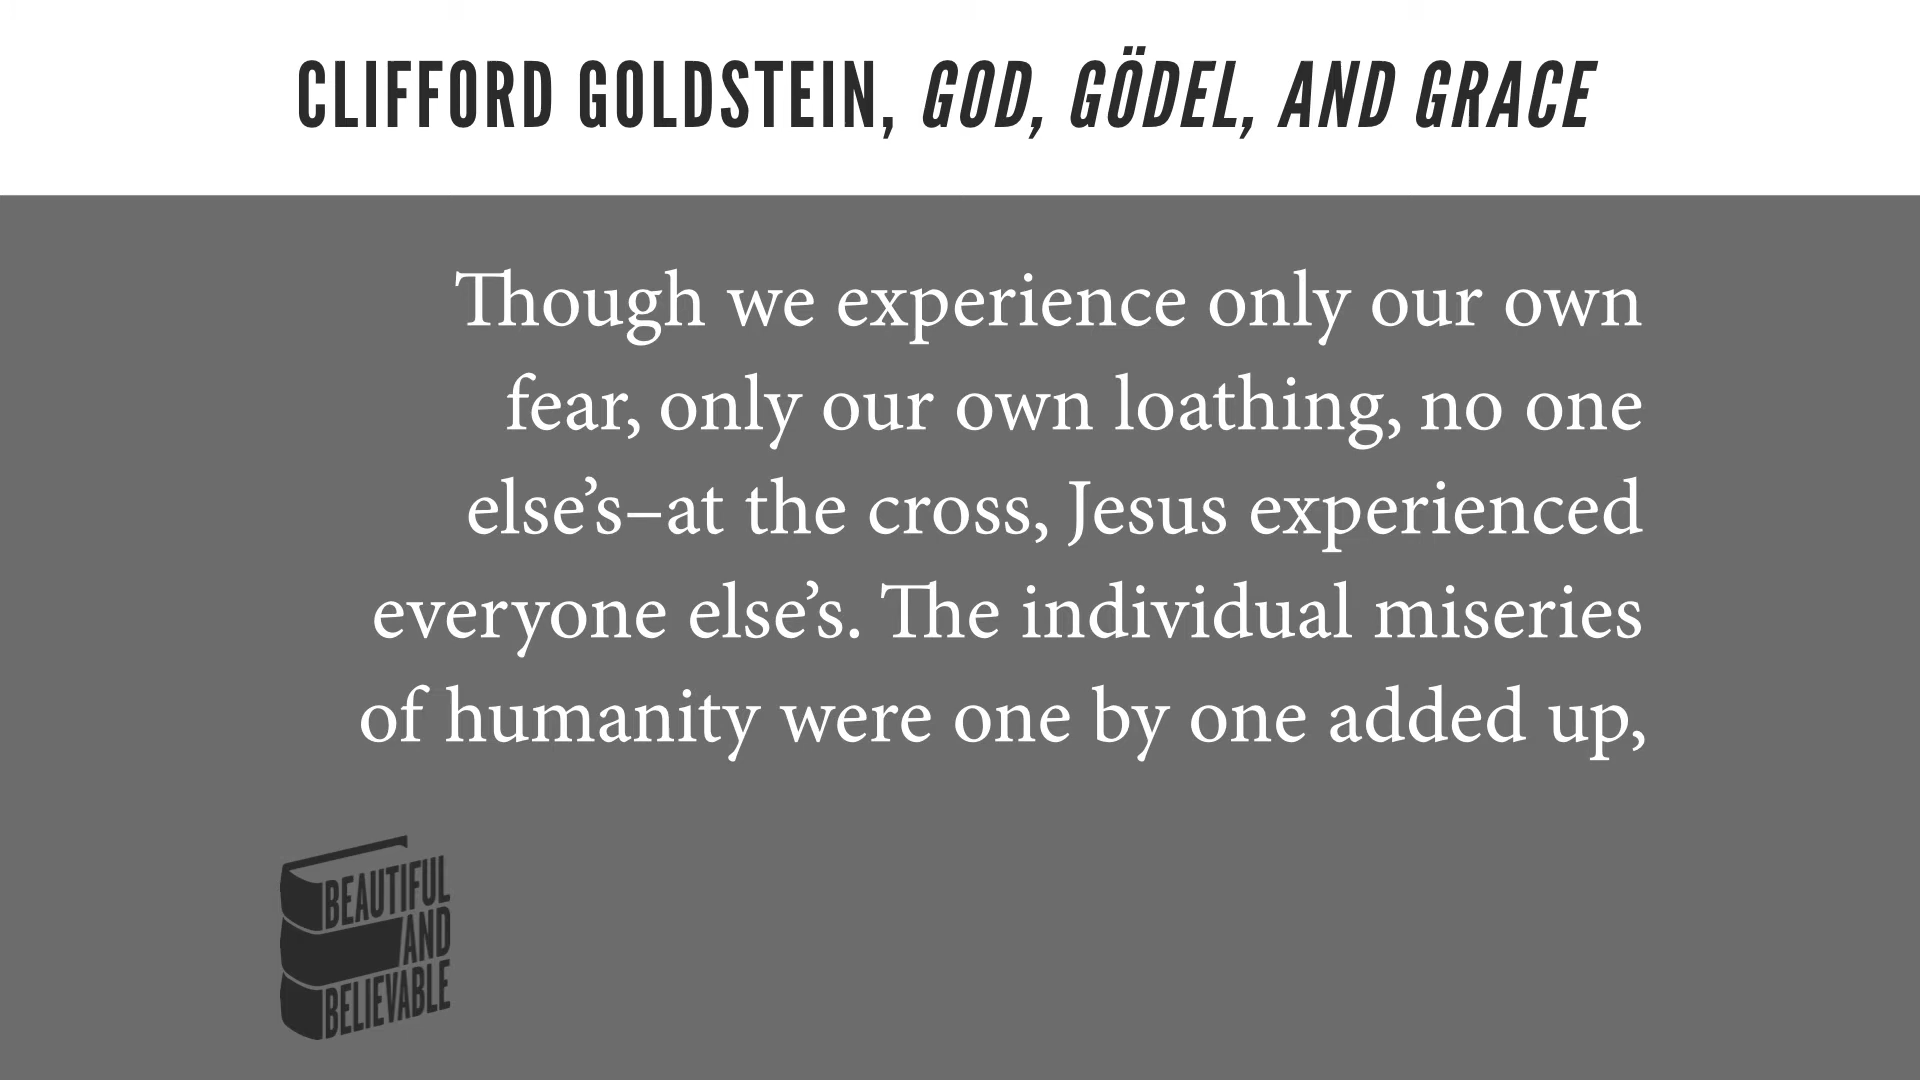 CLIFFORD GOLDSTEIN, GOD, GÖDEL, AND GRACE
Though we experience only our own
fear, only our own loathing, no one
else’s–at the cross, Jesus experienced
everyone else’s. The individual miseries
of humanity were one by one added up,
BEAUTIFUL
AND
BELIEVABLE